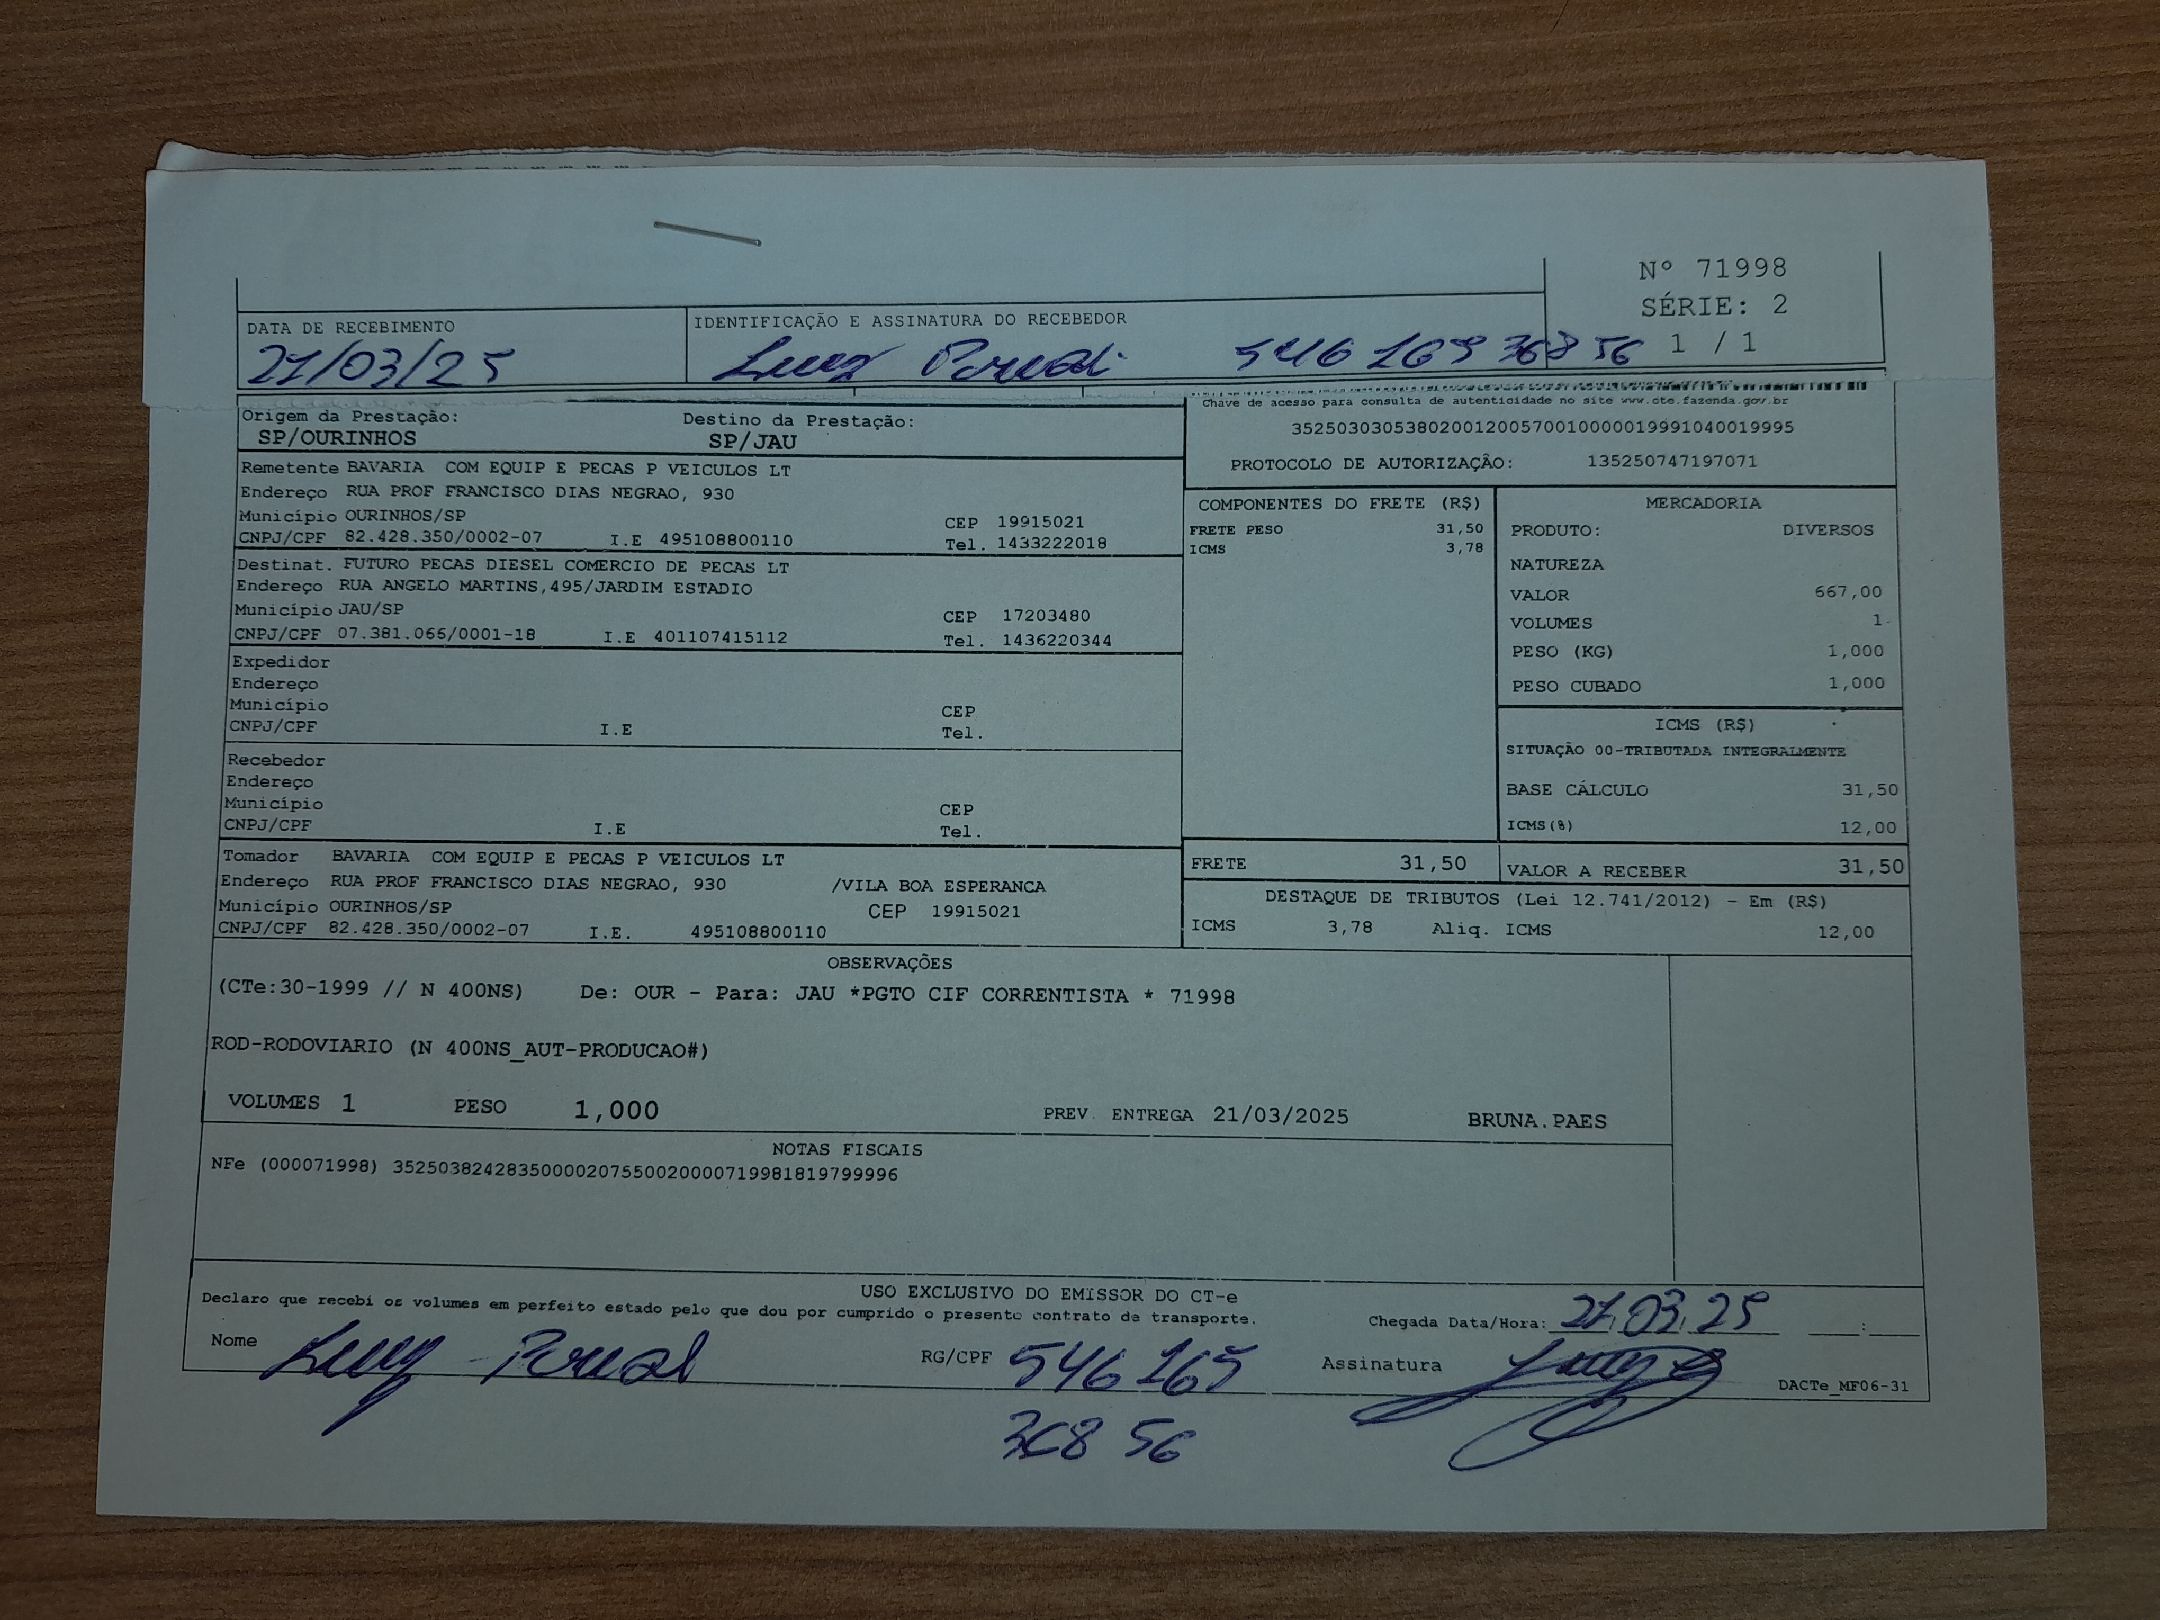 Nº 71998
SÉRIE: 2
1 / 1
DATA DE RECEBIMENTO
21/03/25
IDENTIFICAÇÃO E ASSINATURA DO RECEBEDOR
Luiz 546 165 368 56
Origem da Prestação:
SP/OURINHOS
Destino da Prestação:
SP/JAU
Chave de acesso para consulta de autenticidade no site www.cte.fazenda.gov.br
35250303053802001200570010000019991040019995
PROTOCOLO DE AUTORIZAÇÃO: 135250747197071
Remetente BAVARIA COM EQUIP E PECAS P VEICULOS LT
Endereço RUA PROF FRANCISCO DIAS NEGRAO, 930
Município OURINHOS/SP CEP 19915021
CNPJ/CPF 82.428.350/0002-07 I.E 495108800110 Tel. 1433222018
Destinat. FUTURO PECAS DIESEL COMERCIO DE PECAS LT
Endereço RUA ANGELO MARTINS,495/JARDIM ESTADIO
Município JAU/SP CEP 17203480
CNPJ/CPF 07.381.066/0001-18 I.E 401107415112 Tel. 1436220344
Expedidor
Endereço
Município CEP
CNPJ/CPF I.E Tel.
Recebedor
Endereço
Município CEP
CNPJ/CPF I.E Tel.
Tomador BAVARIA COM EQUIP E PECAS P VEICULOS LT
Endereço RUA PROF FRANCISCO DIAS NEGRAO, 930 /VILA BOA ESPERANCA
Município OURINHOS/SP CEP 19915021
CNPJ/CPF 82.428.350/0002-07 I.E. 495108800110
COMPONENTES DO FRETE (R$)
FRETE PESO 31,50
ICMS 3,78
MERCADORIA
PRODUTO: DIVERSOS
NATUREZA
VALOR 667,00
VOLUMES 1
PESO (KG) 1,000
PESO CUBADO 1,000
ICMS (R$)
SITUAÇÃO 00-TRIBUTADA INTEGRALMENTE
BASE CÁLCULO 31,50
ICMS(%) 12,00
FRETE 31,50
VALOR A RECEBER 31,50
DESTAQUE DE TRIBUTOS (Lei 12.741/2012) - Em (R$)
ICMS 3,78 Aliq. ICMS 12,00
OBSERVAÇÕES
(CTe:30-1999 // N 400NS) De: OUR - Para: JAU *PGTO CIF CORRENTISTA * 71998
ROD-RODOVIARIO (N 400NS_AUT-PRODUCAO#)
VOLUMES 1 PESO 1,000 PREV. ENTREGA 21/03/2025 BRUNA.PAES
NOTAS FISCAIS
NFe (000071998) 35250382428350000207550020000719981819799996
USO EXCLUSIVO DO EMISSOR DO CT-e
Declaro que recebi os volumes em perfeito estado pelo que dou por cumprido o presente contrato de transporte.
Chegada Data/Hora: 21.03.25 ____:____
Nome Luiz
RG/CPF 546 165
368 56
Assinatura
DACTe_MF06-31